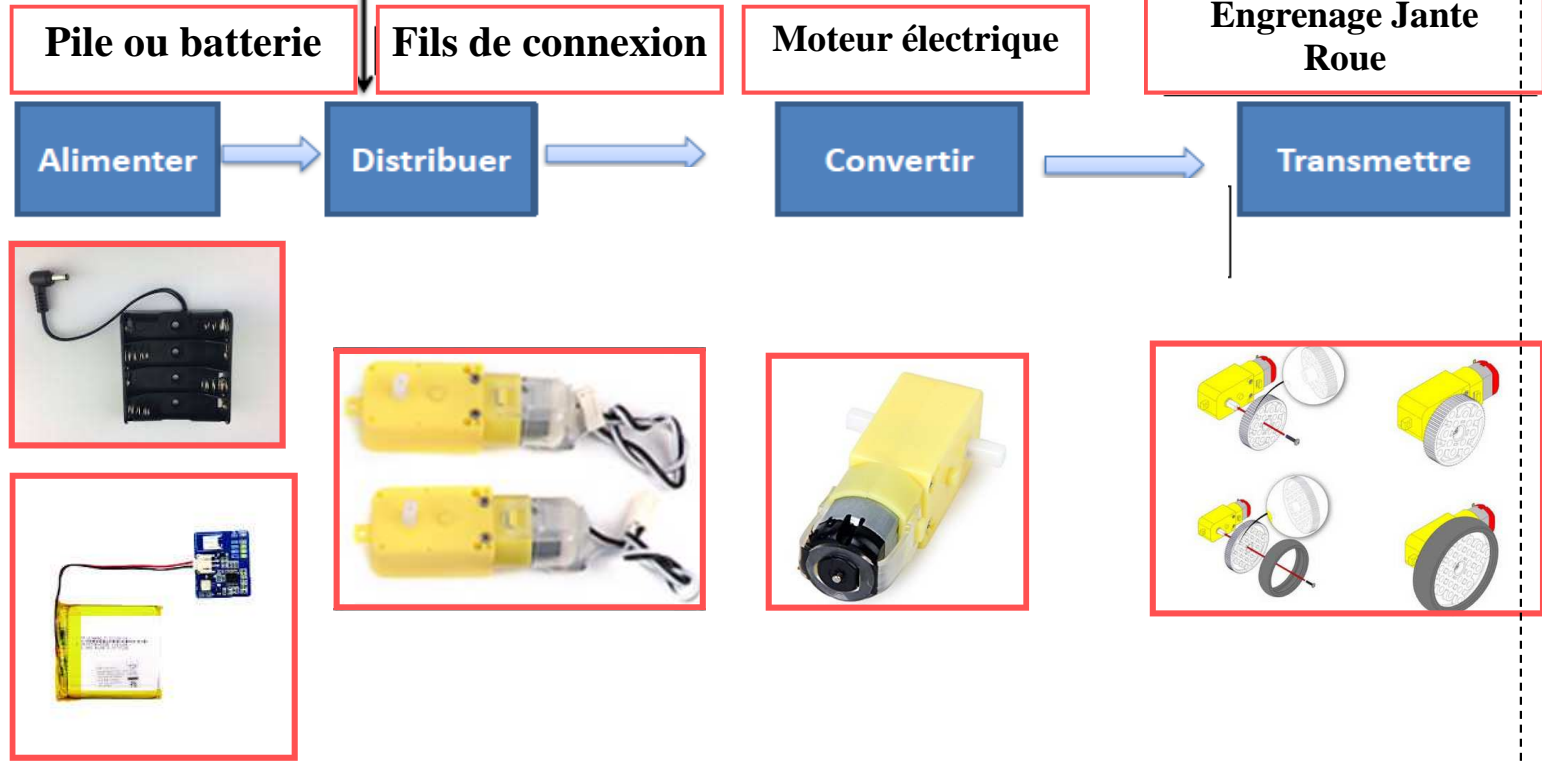 Pile ou batterie
Fils de connexion
Moteur électrique
Engrenage Jante
Roue
Alimenter
Distribuer
Convertir
Transmettre